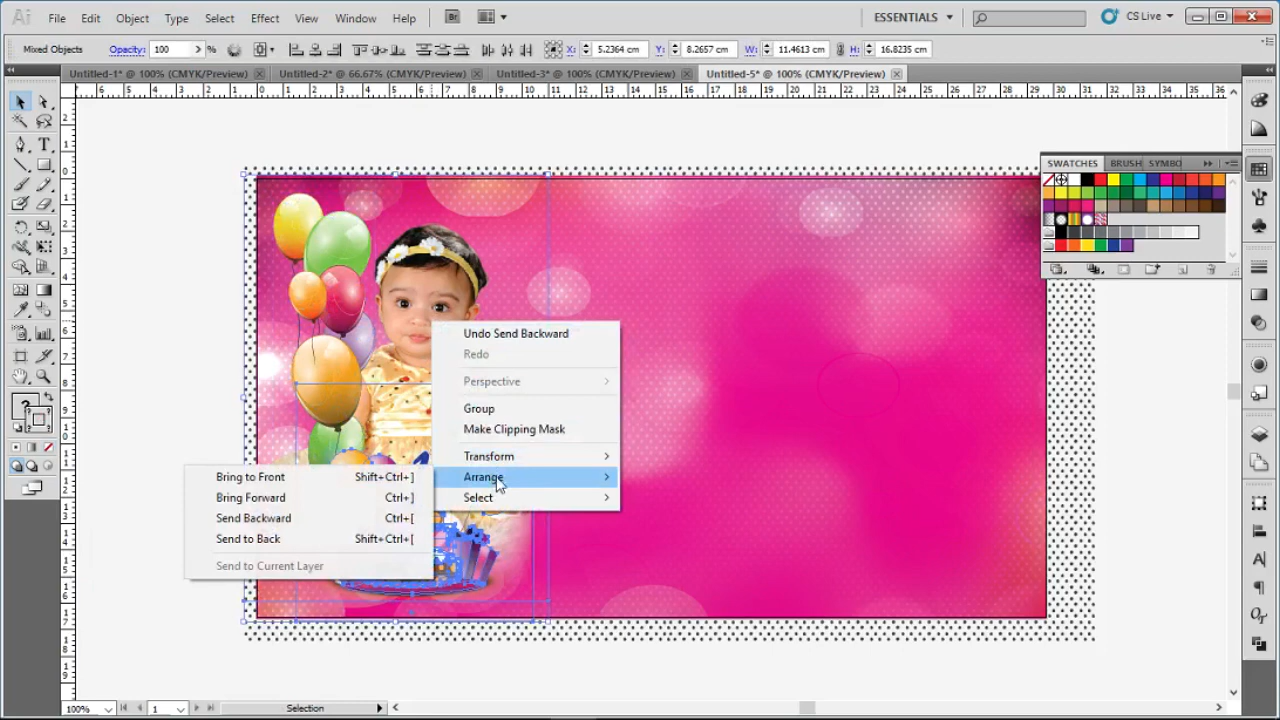 Ai File Edit Object Type Select Effect View Window Help Br ESSENTIALS CS Live
Mixed Objects Opacity: 100 % X: 5.2364 cm Y: 8.2657 cm W: 11.4613 cm H: 16.8235 cm
Untitled-1* @ 100% (CMYK/Preview) Untitled-2* @ 66.67% (CMYK/Preview) Untitled-3* @ 100% (CMYK/Preview) Untitled-5* @ 100% (CMYK/Preview)
SWATCHES BRUSH SYMBO
Undo Send Backward
Redo
Perspective
Group
Make Clipping Mask
Transform
Arrange
Select
Bring to Front Shift+Ctrl+]
Bring Forward Ctrl+]
Send Backward Ctrl+[
Send to Back Shift+Ctrl+[
Send to Current Layer
100% 1 Selection